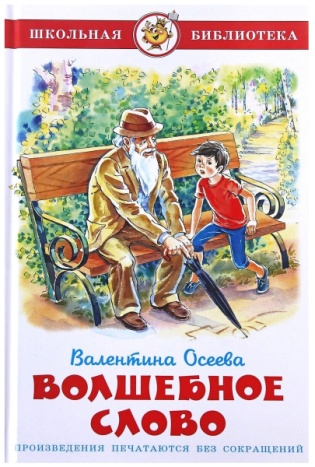 ШКОЛЬНАЯ БИБЛИОТЕКА
Валентина Осеева
ВОЛШЕБНОЕ
СЛОВО
ПРОИЗВЕДЕНИЯ ПЕЧАТАЮТСЯ БЕЗ СОКРАЩЕНИЙ